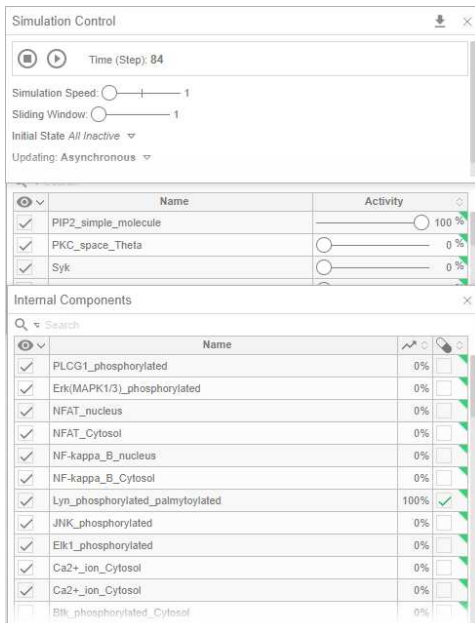 Simulation Control
Time (Step): 84
Simulation Speed: 1
Sliding Window: 1
Initial State All Inactive
Updating: Asynchronous
Search
Name Activity
PIP2_simple_molecule 100 %
PKC_space_Theta 0 %
Syk 0 %
Internal Components
Search
Name
PLCG1_phosphorylated 0%
Erk(MAPK1/3)_phosphorylated 0%
NFAT_nucleus 0%
NFAT_Cytosol 0%
NF-kappa_B_nucleus 0%
NF-kappa_B_Cytosol 0%
Lyn_phosphorylated_palmytoylated 100%
JNK_phosphorylated 0%
Elk1_phosphorylated 0%
Ca2+_ion_Cytosol 0%
Ca2+_ion_Cytosol 0%
Btk_phosphorylated_Cytosol 0%